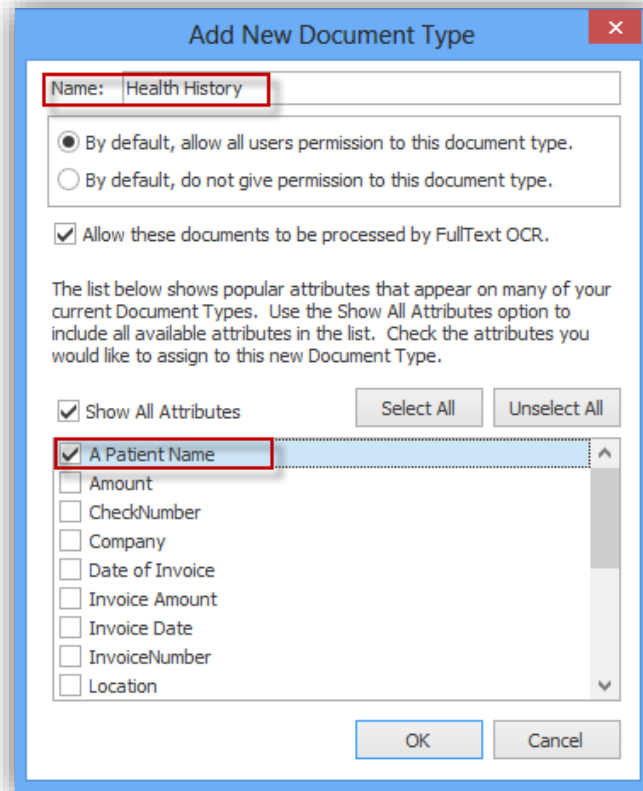 Add New Document Type
Name: Health History
By default, allow all users permission to this document type.
By default, do not give permission to this document type.
Allow these documents to be processed by FullText OCR.
The list below shows popular attributes that appear on many of your
current Document Types. Use the Show All Attributes option to
include all available attributes in the list. Check the attributes you
would like to assign to this new Document Type.
Show All Attributes Select All Unselect All
A Patient Name
Amount
CheckNumber
Company
Date of Invoice
Invoice Amount
Invoice Date
InvoiceNumber
Location
OK Cancel